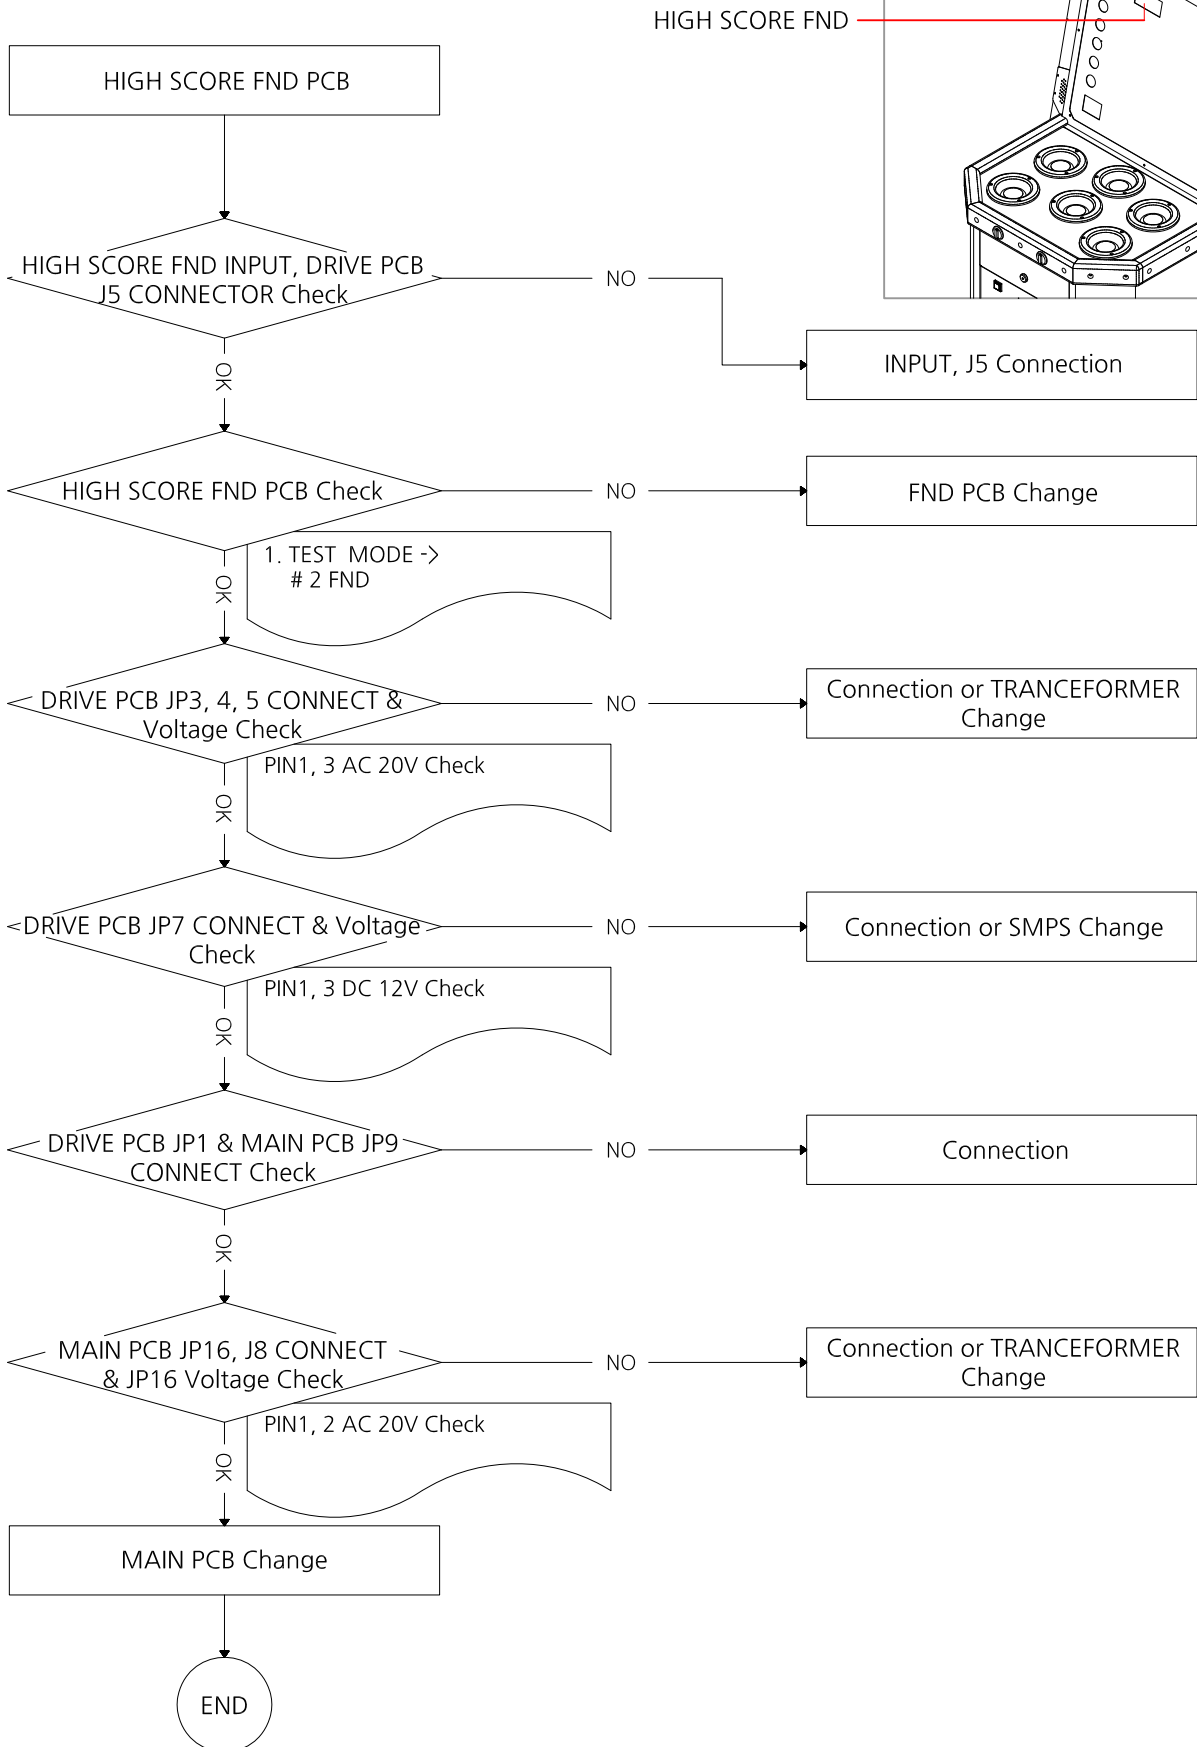 HIGH SCORE FND
HIGH SCORE FND PCB
HIGH SCORE FND INPUT, DRIVE PCB
J5 CONNECTOR Check
NO
INPUT, J5 Connection
OK
HIGH SCORE FND PCB Check
NO
FND PCB Change
1. TEST MODE ->
# 2 FND
OK
DRIVE PCB JP3, 4, 5 CONNECT &
Voltage Check
NO
Connection or TRANCEFORMER
Change
PIN1, 3 AC 20V Check
OK
DRIVE PCB JP7 CONNECT & Voltage
Check
NO
Connection or SMPS Change
PIN1, 3 DC 12V Check
OK
DRIVE PCB JP1 & MAIN PCB JP9
CONNECT Check
NO
Connection
OK
MAIN PCB JP16, J8 CONNECT
& JP16 Voltage Check
NO
Connection or TRANCEFORMER
Change
PIN1, 2 AC 20V Check
OK
MAIN PCB Change
END